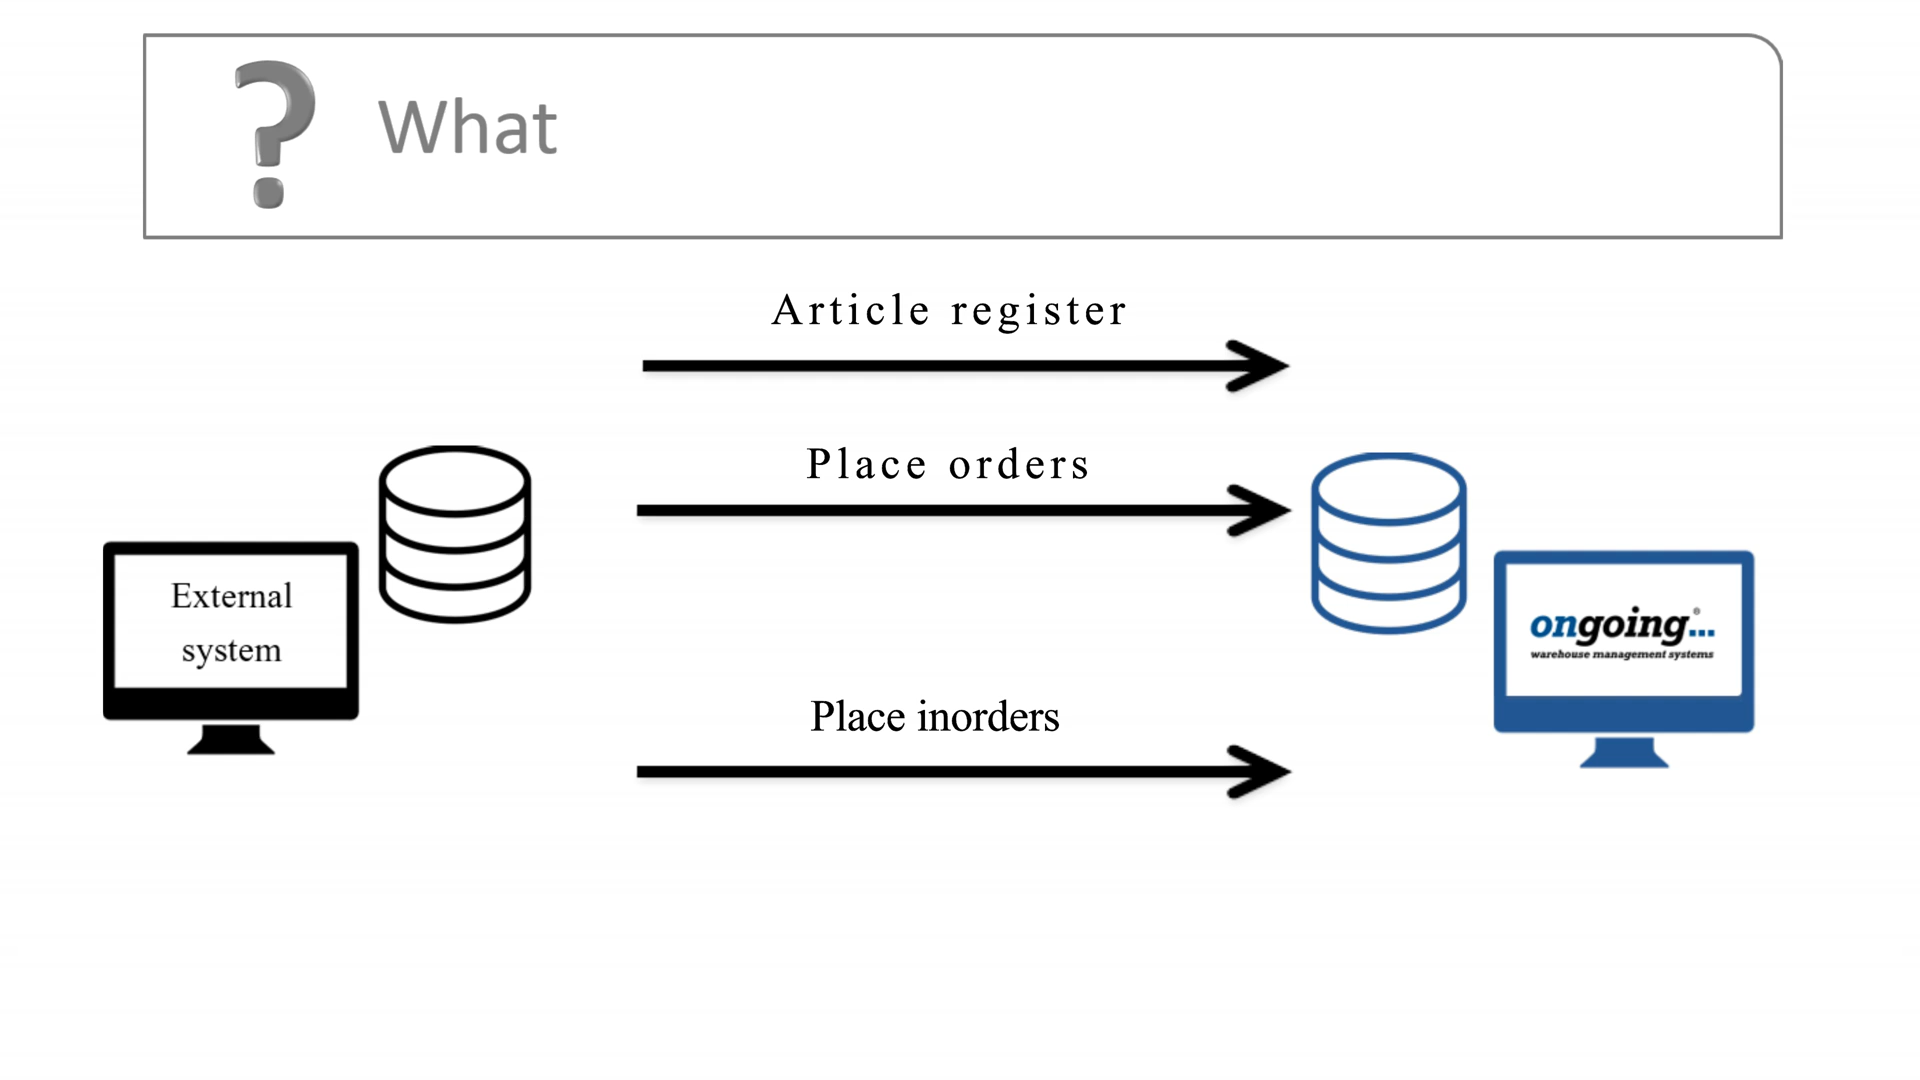 ? What
Article register
Place orders
External
system
ongoing...®
warehouse management systems
Place inorders